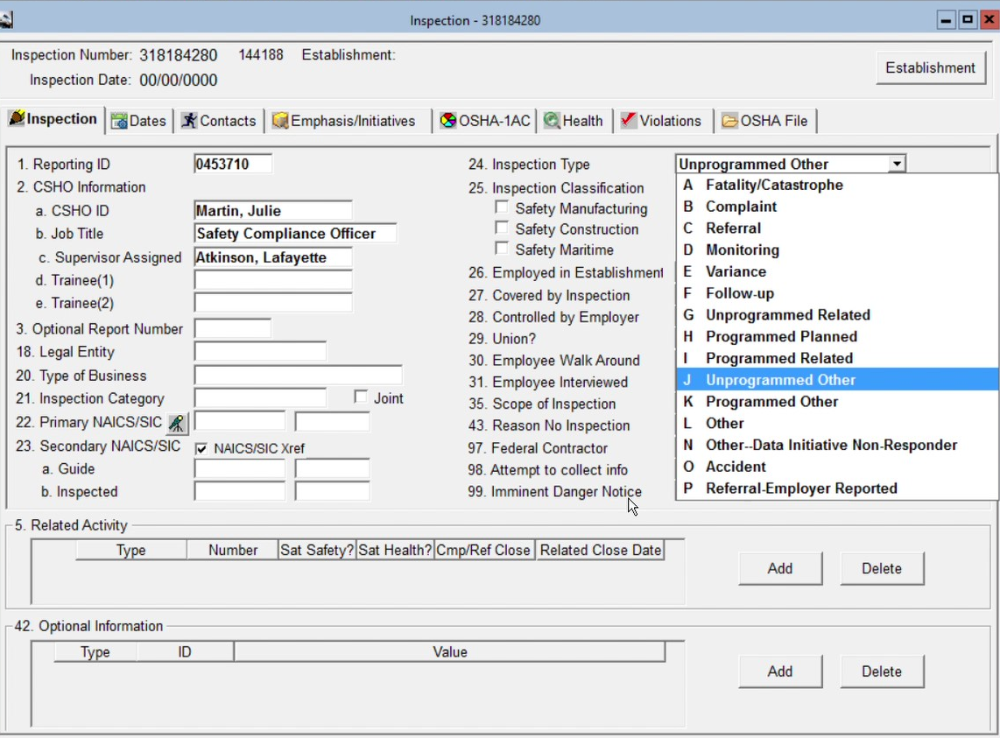 Inspection - 318184280
Inspection Number: 318184280 144188 Establishment:
Establishment
Inspection Date: 00/00/0000
Inspection Dates Contacts Emphasis/Initiatives OSHA-1AC Health Violations OSHA File
1. Reporting ID 0453710
2. CSHO Information
a. CSHO ID Martin, Julie
b. Job Title Safety Compliance Officer
c. Supervisor Assigned Atkinson, Lafayette
d. Trainee(1)
e. Trainee(2)
3. Optional Report Number
18. Legal Entity
20. Type of Business
21. Inspection Category Joint
22. Primary NAICS/SIC
23. Secondary NAICS/SIC NAICS/SIC Xref
a. Guide
b. Inspected
24. Inspection Type Unprogrammed Other
25. Inspection Classification
Safety Manufacturing
Safety Construction
Safety Maritime
26. Employed in Establishment
27. Covered by Inspection
28. Controlled by Employer
29. Union?
30. Employee Walk Around
31. Employee Interviewed
35. Scope of Inspection
43. Reason No Inspection
97. Federal Contractor
98. Attempt to collect info
99. Imminent Danger Notice
A Fatality/Catastrophe
B Complaint
C Referral
D Monitoring
E Variance
F Follow-up
G Unprogrammed Related
H Programmed Planned
I Programmed Related
J Unprogrammed Other
K Programmed Other
L Other
N Other--Data Initiative Non-Responder
O Accident
P Referral-Employer Reported
5. Related Activity
Type Number Sat Safety? Sat Health? Cmp/Ref Close Related Close Date
Add Delete
42. Optional Information
Type ID Value
Add Delete